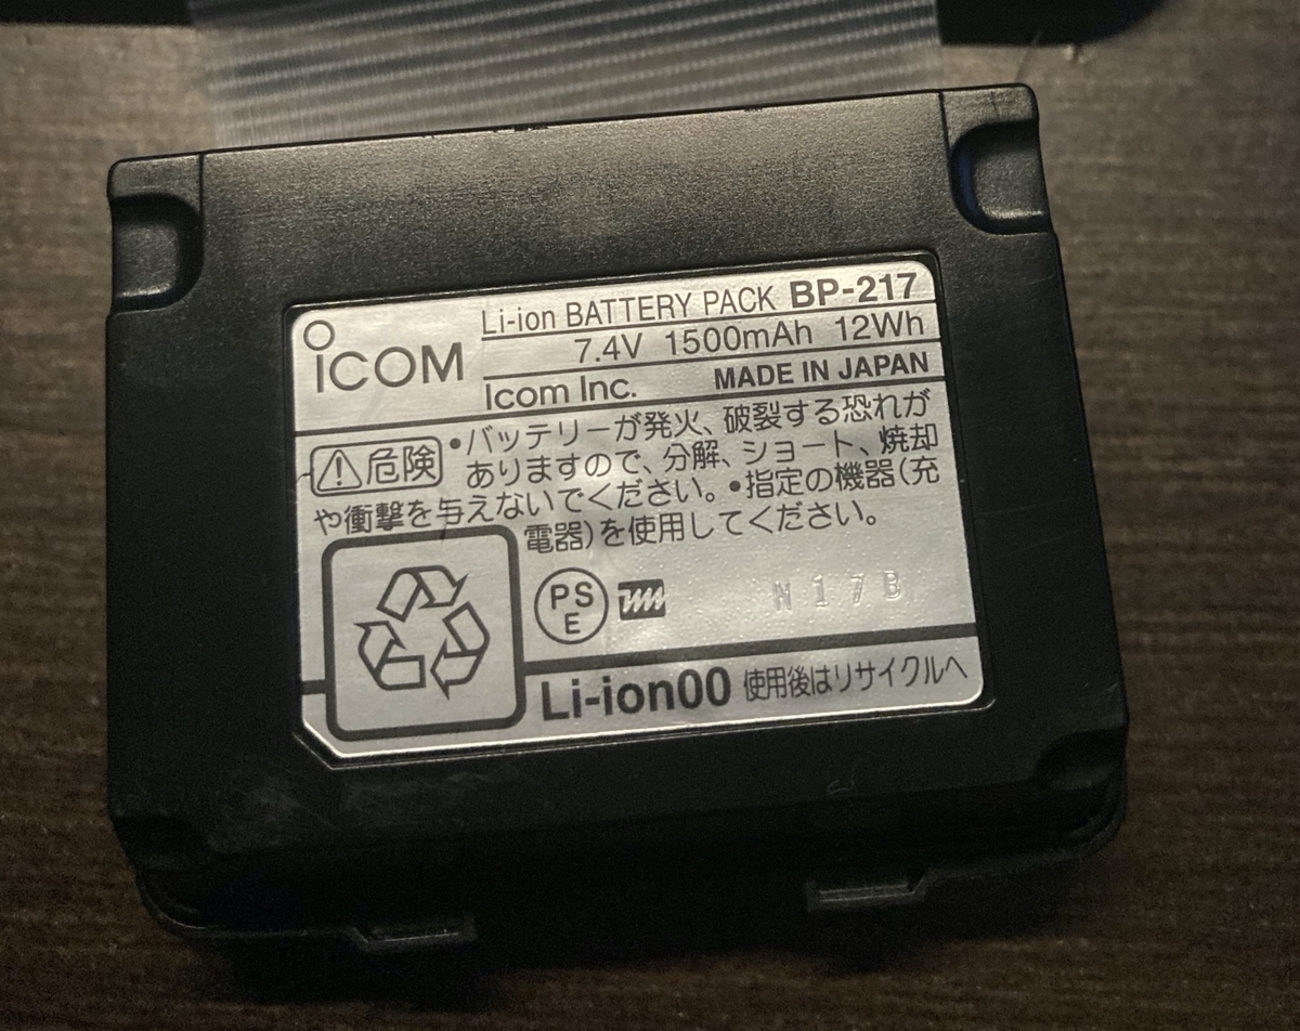 ICOM
Li-ion BATTERY PACK BP-217
7.4V 1500mAh 12Wh
Icom Inc. MADE IN JAPAN
危険
•バッテリーが発火、破裂する恐れが
ありますので、分解、ショート、焼却
や衝撃を与えないでください。•指定の機器(充
電器)を使用してください。
PS
E
N17B
Li-ion00 使用後はリサイクルへ